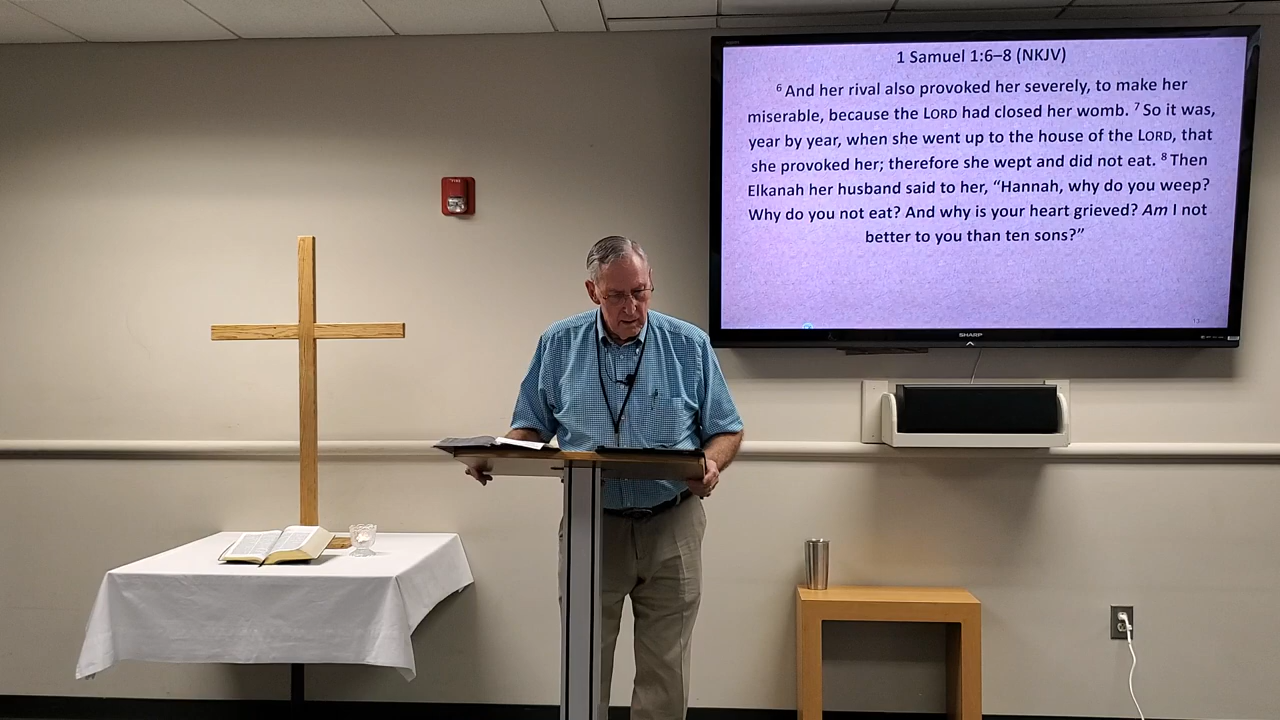 1 Samuel 1:6–8 (NKJV)
6 And her rival also provoked her severely, to make her
miserable, because the LORD had closed her womb. 7 So it was,
year by year, when she went up to the house of the LORD, that
she provoked her; therefore she wept and did not eat. 8 Then
Elkanah her husband said to her, “Hannah, why do you weep?
Why do you not eat? And why is your heart grieved? Am I not
better to you than ten sons?”
SHARP
FIRE